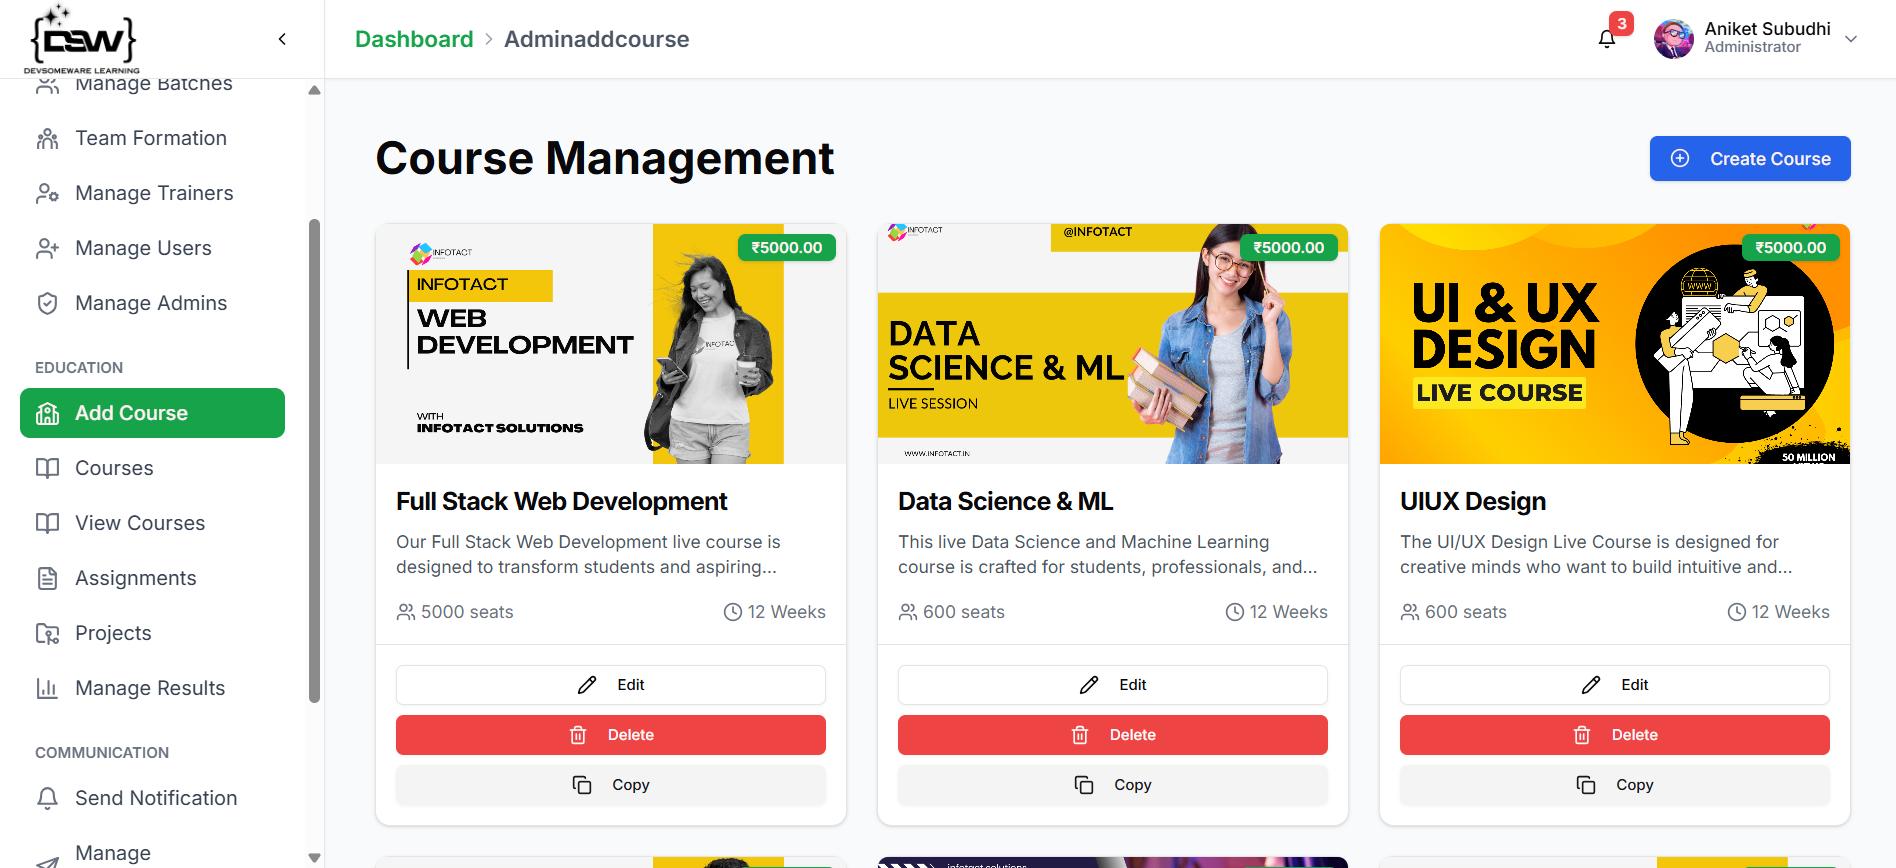 DSW
DEVSOMEWARE LEARNING
Dashboard > Adminaddcourse
3
Aniket Subudhi
Administrator
Manage Batches
Team Formation
Manage Trainers
Manage Users
Manage Admins
EDUCATION
Add Course
Courses
View Courses
Assignments
Projects
Manage Results
COMMUNICATION
Send Notification
Manage
Course Management
Create Course
INFOTACT
₹5000.00
INFOTACT
WEB
DEVELOPMENT
INFOTACT
WITH
INFOTACT SOLUTIONS
Full Stack Web Development
Our Full Stack Web Development live course is
designed to transform students and aspiring...
5000 seats
12 Weeks
Edit
Delete
Copy
INFOTACT
@INFOTACT
₹5000.00
DATA
SCIENCE & ML
LIVE SESSION
WWW.INFOTACT.IN
Data Science & ML
This live Data Science and Machine Learning
course is crafted for students, professionals, and...
600 seats
12 Weeks
Edit
Delete
Copy
₹5000.00
UI & UX
DESIGN
LIVE COURSE
WWW
50 MILLION
UIUX Design
The UI/UX Design Live Course is designed for
creative minds who want to build intuitive and...
600 seats
12 Weeks
Edit
Delete
Copy
infotact solutions